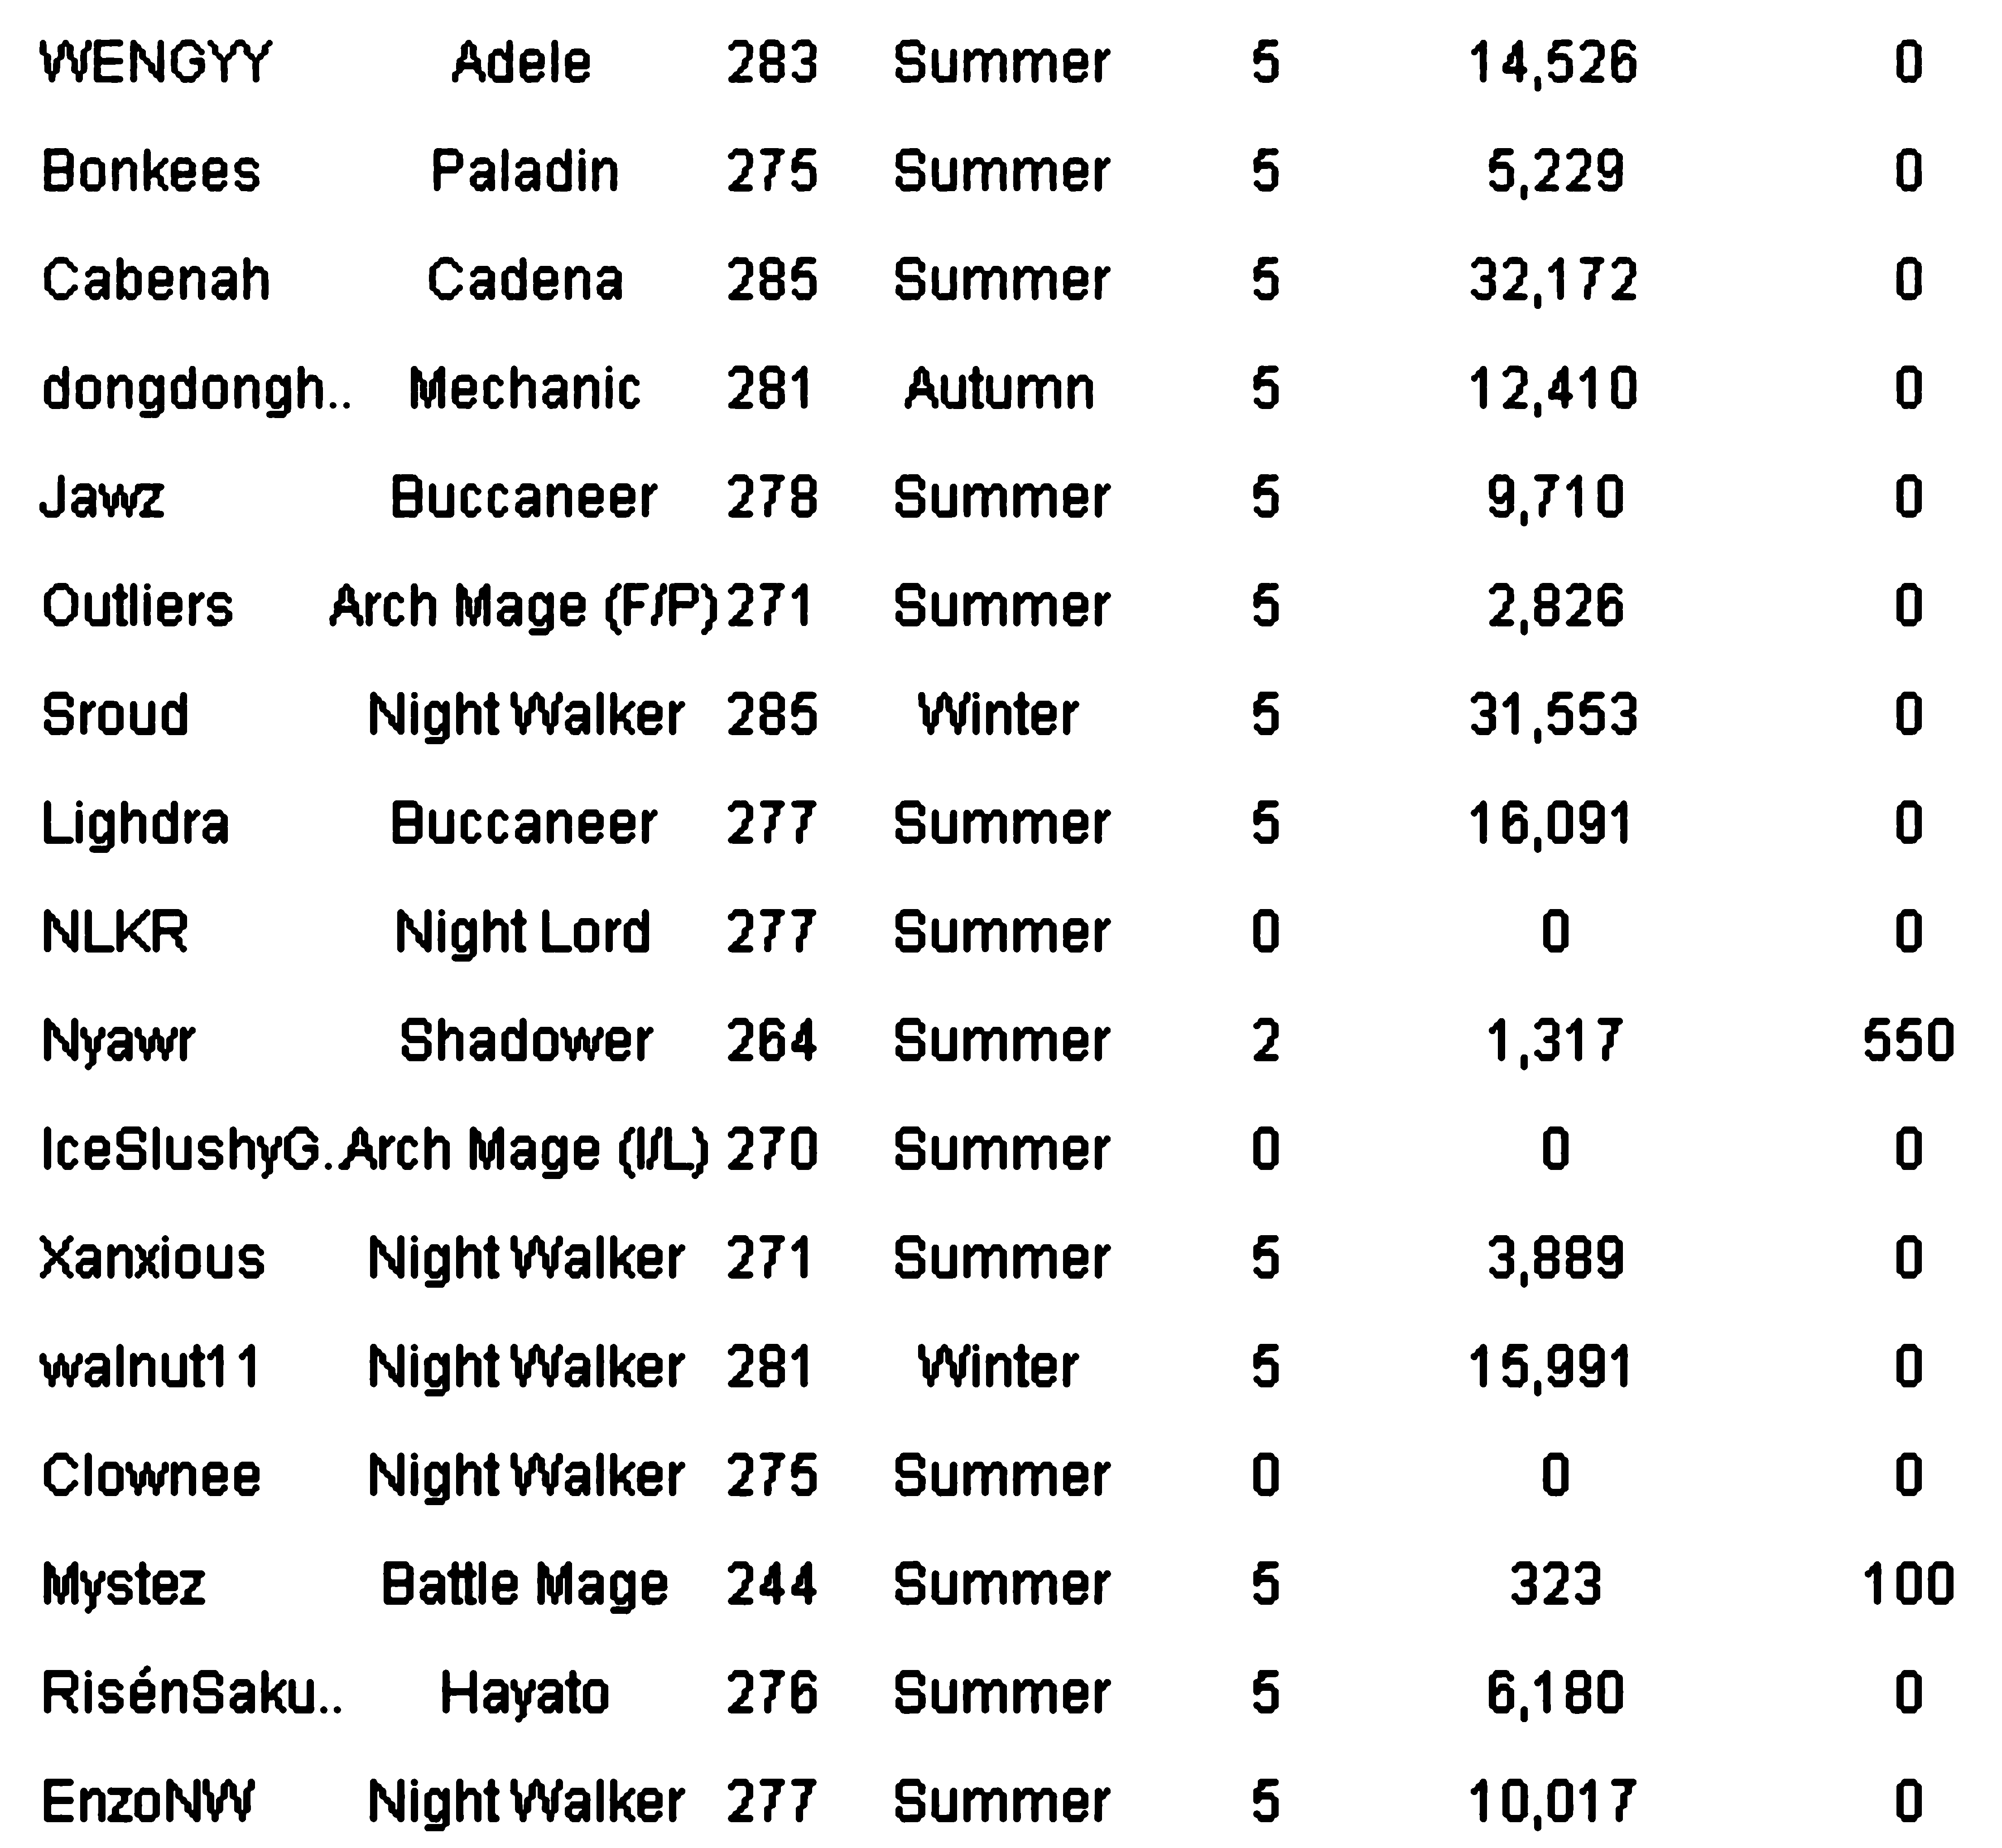 WENGYY Adele 283 Summer 5 14,526 0
Bonkees Paladin 275 Summer 5 5,229 0
Cabenah Cadena 285 Summer 5 32,172 0
dongdongh.. Mechanic 281 Autumn 5 12,410 0
Jawz Buccaneer 278 Summer 5 9,710 0
Outliers Arch Mage (F/P) 271 Summer 5 2,826 0
Sroud Night Walker 285 Winter 5 31,553 0
Lighdra Buccaneer 277 Summer 5 16,091 0
NLKR Night Lord 277 Summer 0 0 0
Nyawr Shadower 264 Summer 2 1,317 550
IceSlushyG. Arch Mage (I/L) 270 Summer 0 0 0
Xanxious Night Walker 271 Summer 5 3,889 0
walnut11 Night Walker 281 Winter 5 15,991 0
Clownee Night Walker 275 Summer 0 0 0
Mystez Battle Mage 244 Summer 5 323 100
RisénSaku.. Hayato 276 Summer 5 6,180 0
EnzoNW Night Walker 277 Summer 5 10,017 0